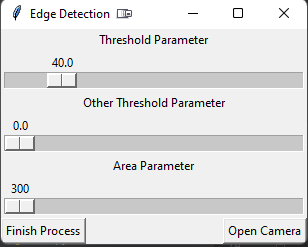 Edge Detection
Threshold Parameter
40.0
Other Threshold Parameter
0.0
Area Parameter
300
Finish Process
Open Camera